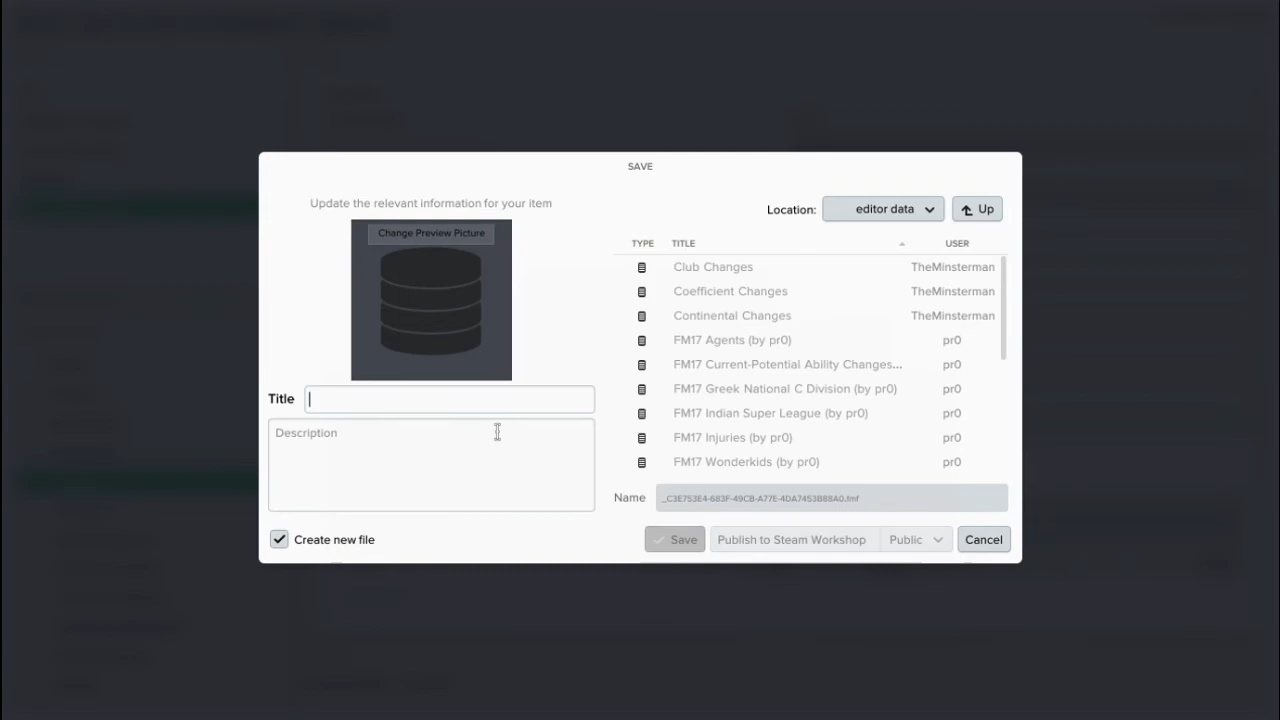 SAVE
Update the relevant information for your item
Change Preview Picture
Title
Description
Create new file
Location: editor data Up
TYPE TITLE USER
Club Changes TheMinsterman
Coefficient Changes TheMinsterman
Continental Changes TheMinsterman
FM17 Agents (by pr0) pr0
FM17 Current-Potential Ability Changes... pr0
FM17 Greek National C Division (by pr0) pr0
FM17 Indian Super League (by pr0) pr0
FM17 Injuries (by pr0) pr0
FM17 Wonderkids (by pr0) pr0
Name _C3E753E4-683F-49CB-A77E-4DA7453B88A0.fmf
Save Publish to Steam Workshop Public Cancel